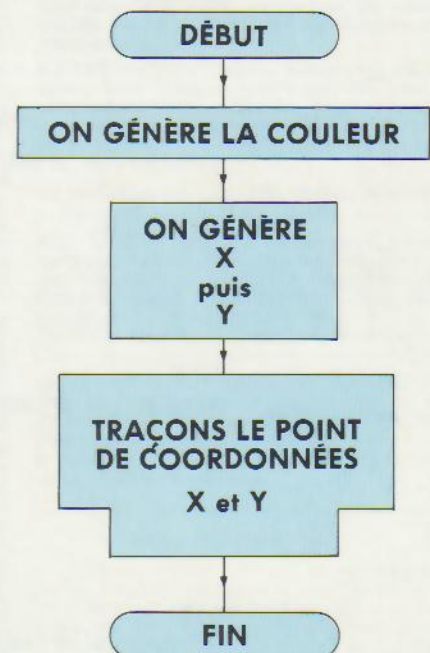 DÉBUT
ON GÉNÈRE LA COULEUR
ON GÉNÈRE
X
puis
Y
TRAÇONS LE POINT
DE COORDONNÉES
X et Y
FIN